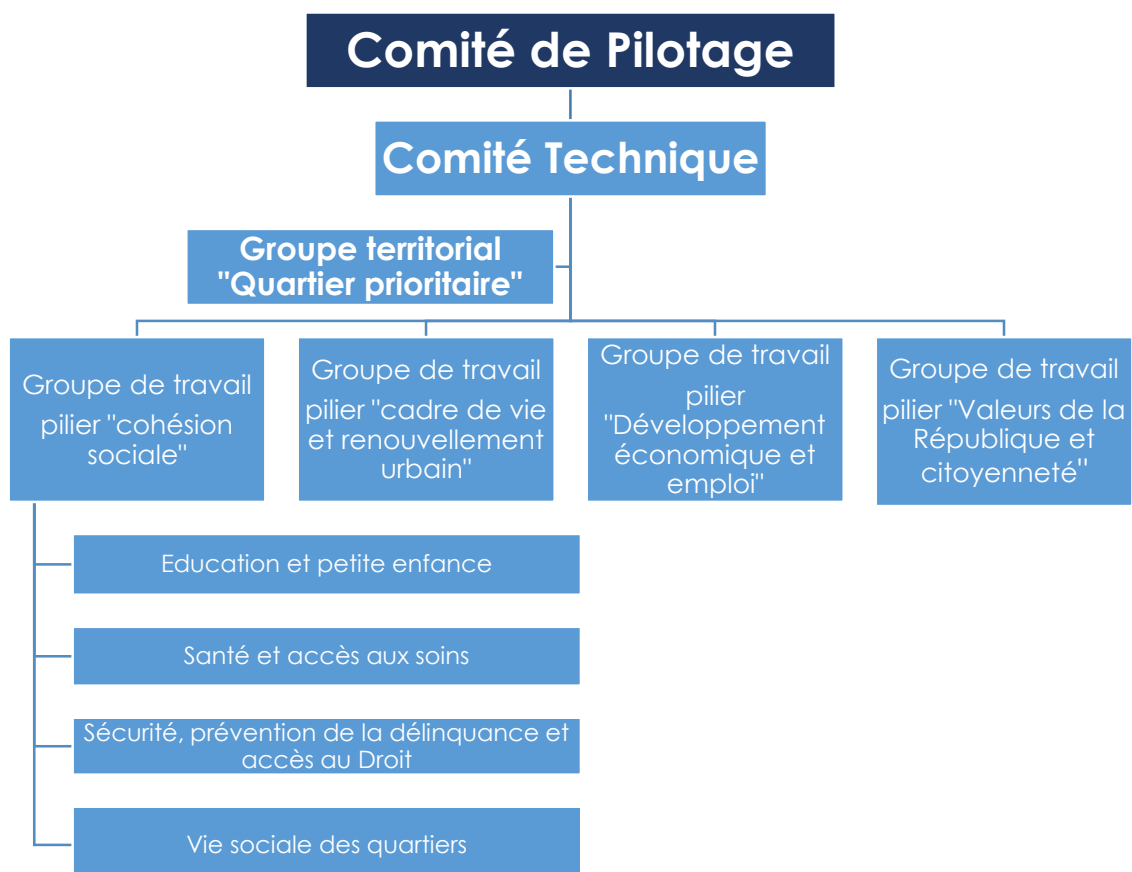 Comité de Pilotage
Comité Technique
Groupe territorial
"Quartier prioritaire"
Groupe de travail
pilier "cohésion
sociale"
Groupe de travail
pilier "cadre de vie
et renouvellement
urbain"
Groupe de travail
pilier
"Développement
économique et
emploi"
Groupe de travail
pilier "Valeurs de la
République et
citoyenneté"
Education et petite enfance
Santé et accès aux soins
Sécurité, prévention de la délinquance et
accès au Droit
Vie sociale des quartiers